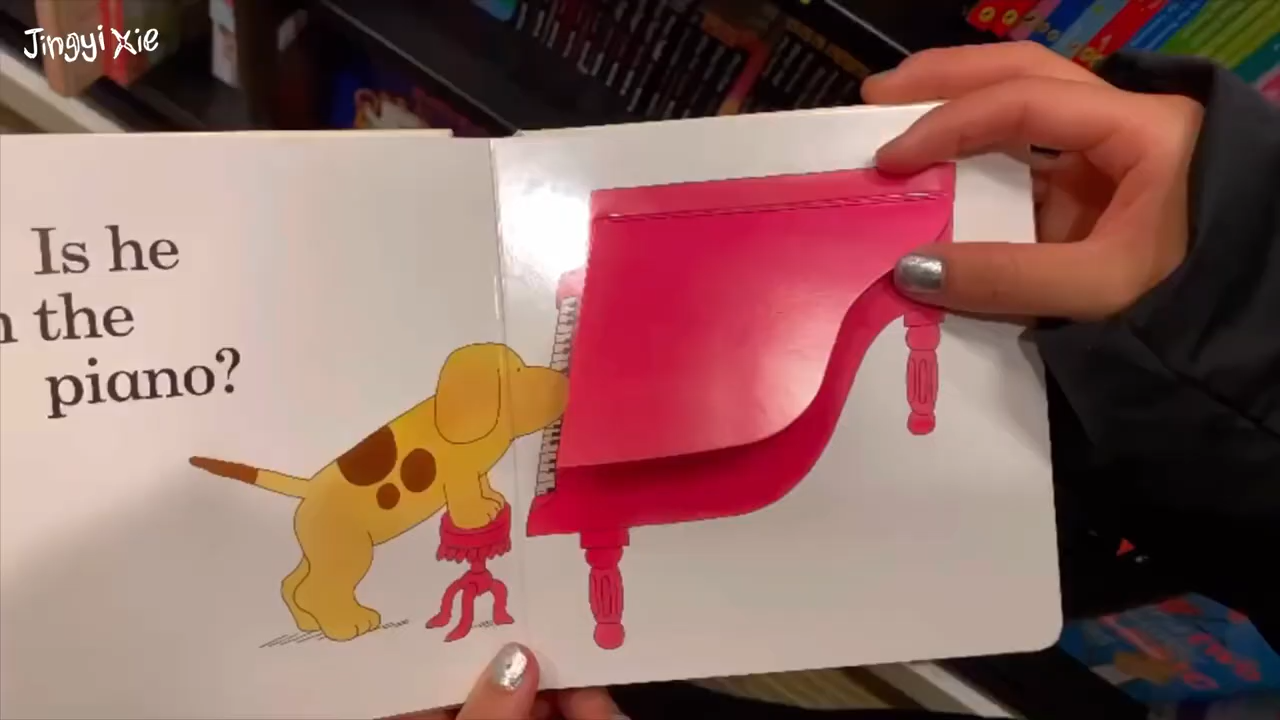 Jingyi Xie
Is he
the
piano?